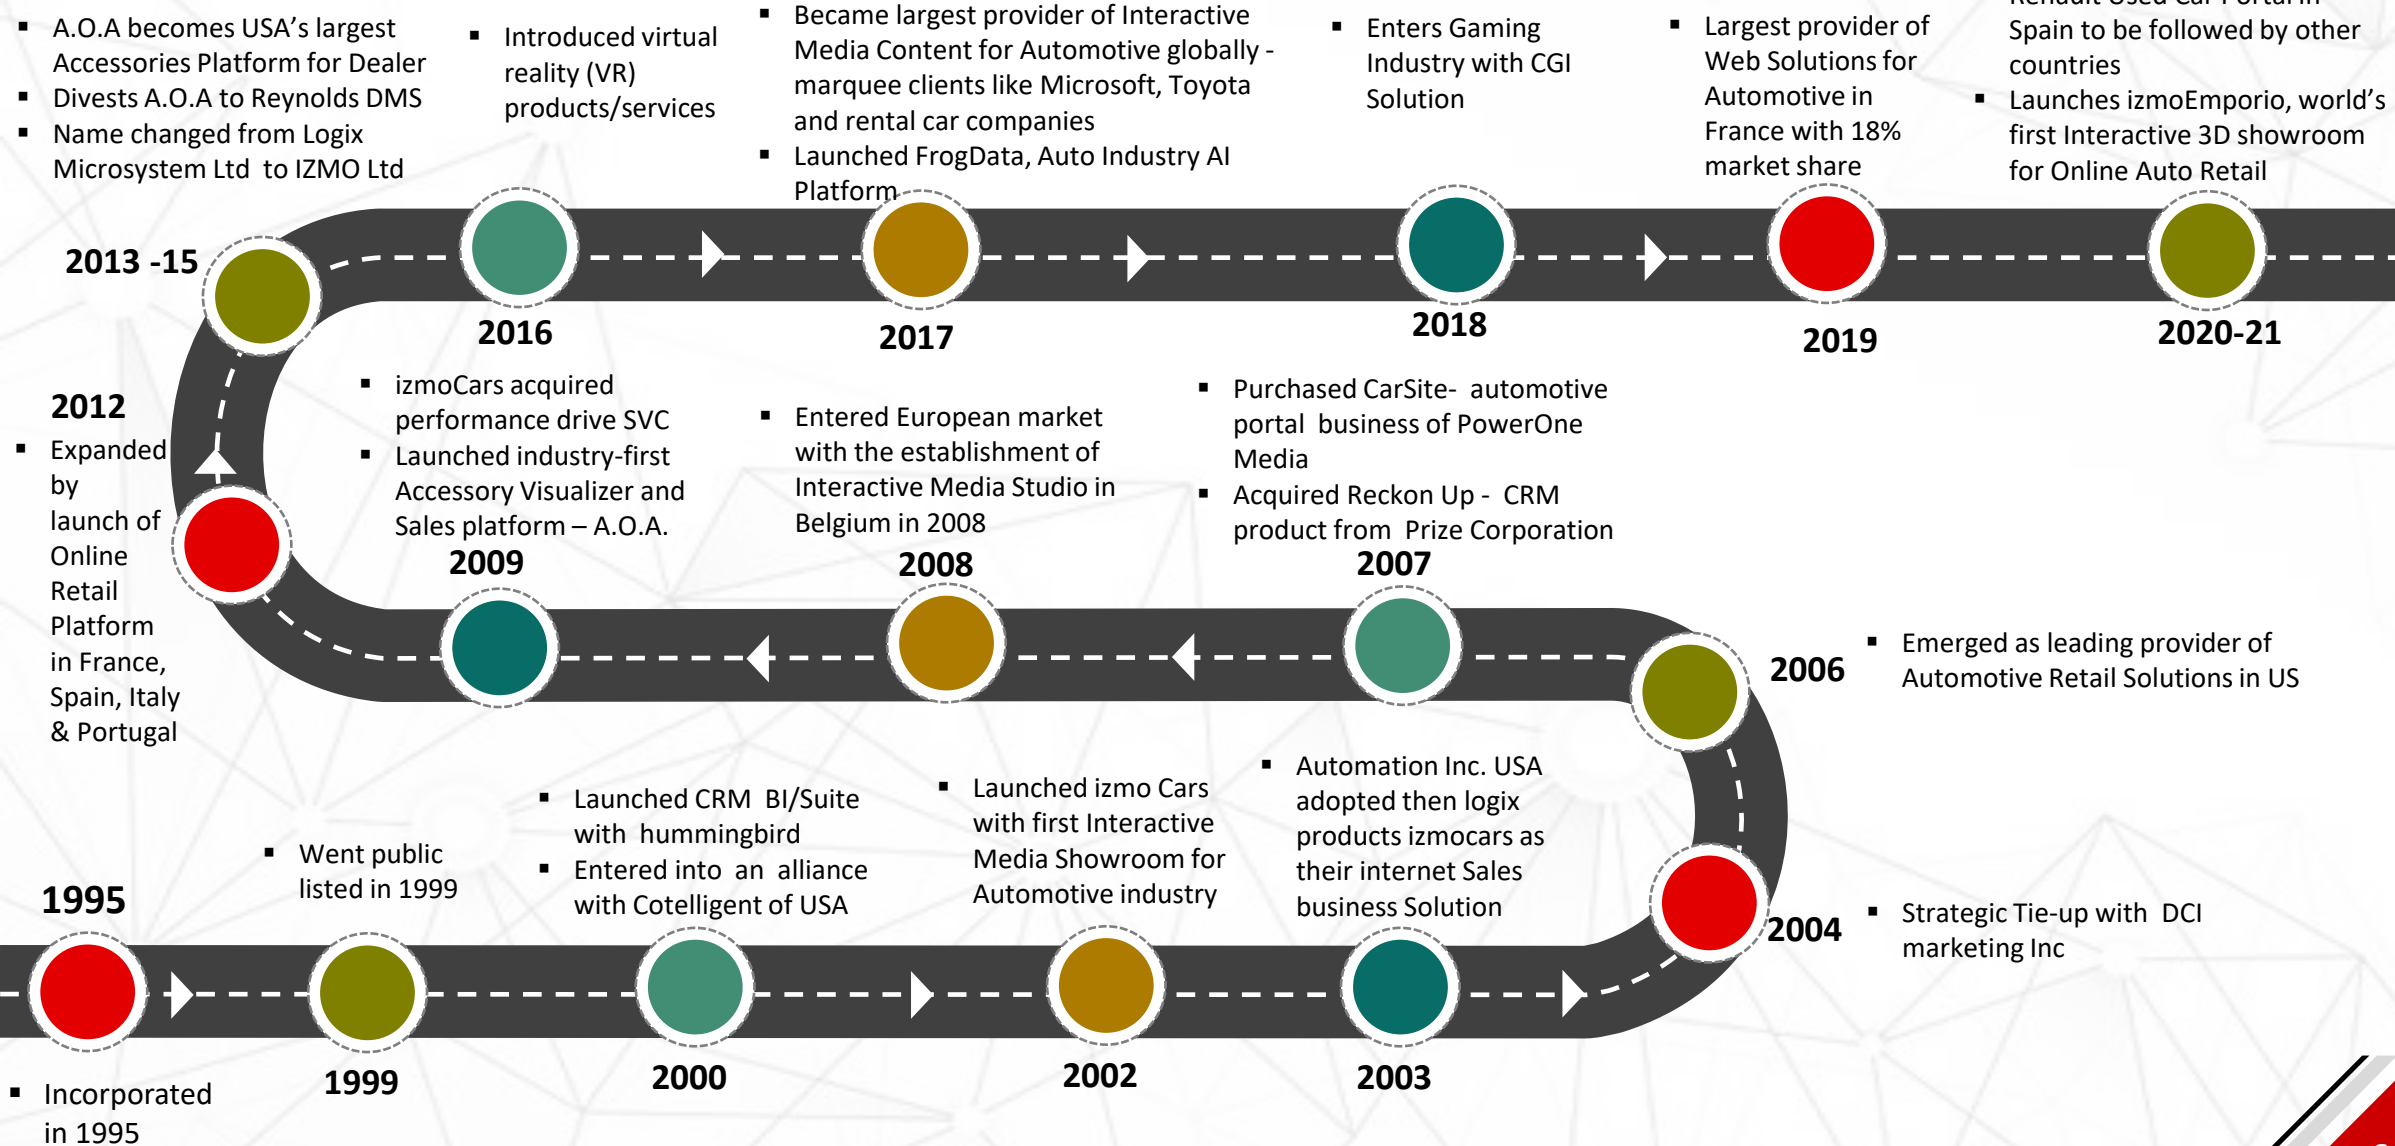 ▪ A.O.A becomes USA's largest
Accessories Platform for Dealer
▪ Divests A.O.A to Reynolds DMS
▪ Name changed from Logix
Microsystem Ltd to IZMO Ltd
▪ Introduced virtual
reality (VR)
products/services
▪ Became largest provider of Interactive
Media Content for Automotive globally -
marquee clients like Microsoft, Toyota
and rental car companies
▪ Launched FrogData, Auto Industry AI
Platform
▪ Enters Gaming
Industry with CGI
Solution
▪ Largest provider of
Web Solutions for
Automotive in
France with 18%
market share
Renault Used Car Portal in
Spain to be followed by other
countries
▪ Launches izmoEmporio, world's
first Interactive 3D showroom
for Online Auto Retail
2013 -15
2016
2017
2018
2019
2020-21
2012
▪ Expanded
by
launch of
Online
Retail
Platform
in France,
Spain, Italy
& Portugal
▪ izmoCars acquired
performance drive SVC
▪ Launched industry-first
Accessory Visualizer and
Sales platform – A.O.A.
2009
▪ Entered European market
with the establishment of
Interactive Media Studio in
Belgium in 2008
2008
▪ Purchased CarSite- automotive
portal business of PowerOne
Media
▪ Acquired Reckon Up - CRM
product from Prize Corporation
2007
2006
▪ Emerged as leading provider of
Automotive Retail Solutions in US
1995
▪ Went public
listed in 1999
▪ Launched CRM BI/Suite
with hummingbird
▪ Entered into an alliance
with Cotelligent of USA
▪ Launched izmo Cars
with first Interactive
Media Showroom for
Automotive industry
▪ Automation Inc. USA
adopted then logix
products izmocars as
their internet Sales
business Solution
2004
▪ Strategic Tie-up with DCI
marketing Inc
▪ Incorporated
in 1995
1999
2000
2002
2003